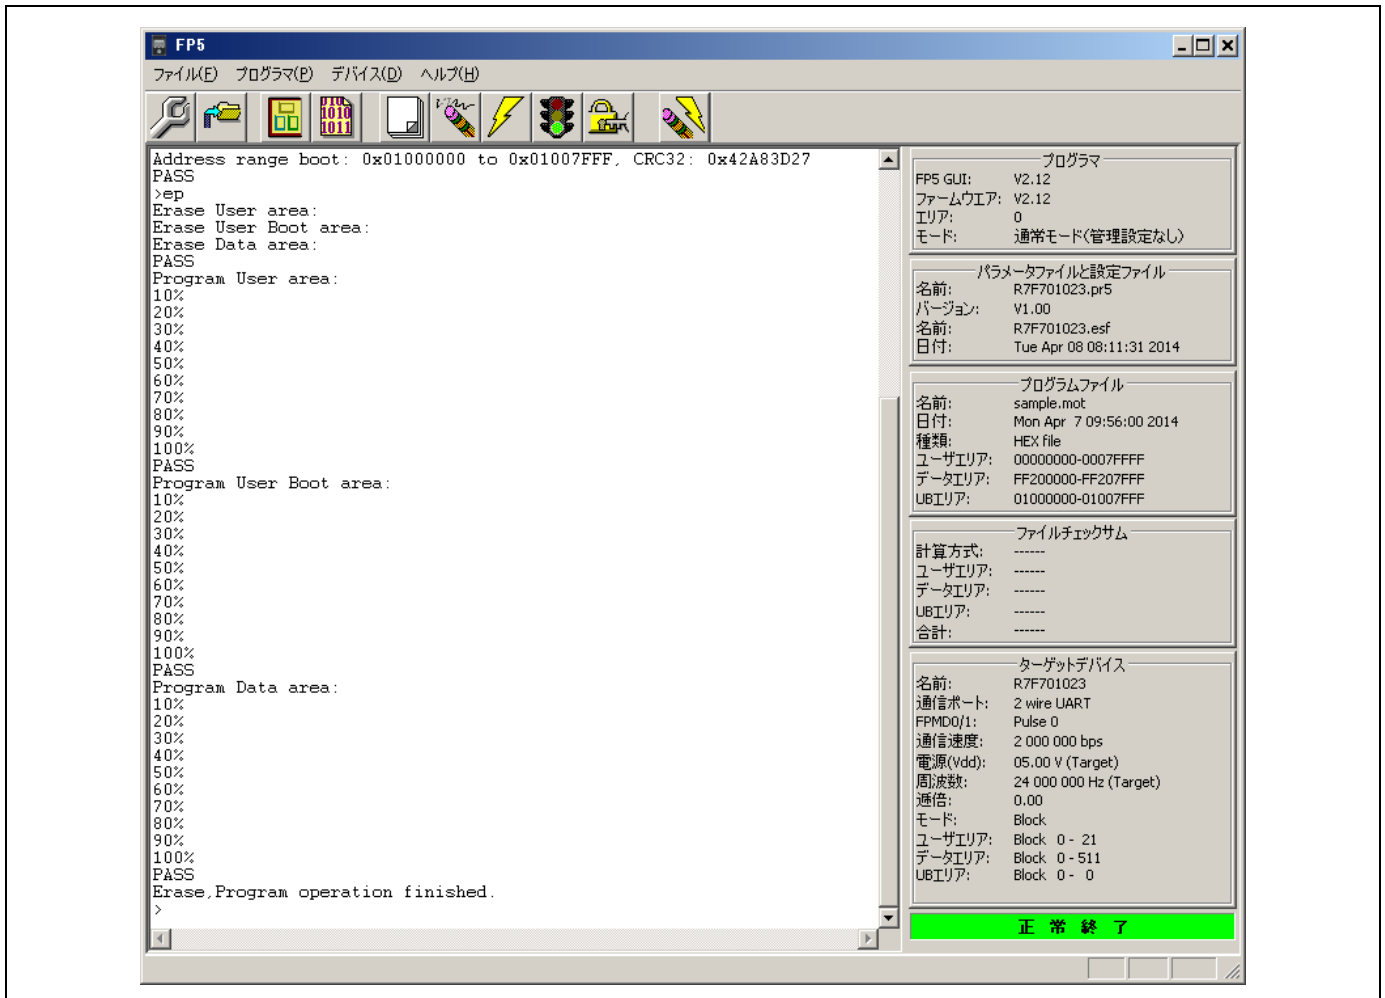 FP5
ファイル(F) プログラマ(P) デバイス(D) ヘルプ(H)
Address range boot: 0x01000000 to 0x01007FFF, CRC32: 0x42A83D27
PASS
>ep
Erase User area:
Erase User Boot area:
Erase Data area:
PASS
Program User area:
10%
20%
30%
40%
50%
60%
70%
80%
90%
100%
PASS
Program User Boot area:
10%
20%
30%
40%
50%
60%
70%
80%
90%
100%
PASS
Program Data area:
10%
20%
30%
40%
50%
60%
70%
80%
90%
100%
PASS
Erase,Program operation finished.
>
プログラマ
FP5 GUI: V2.12
ファームウエア: V2.12
エリア: 0
モード: 通常モード(管理設定なし)
パラメータファイルと設定ファイル
名前: R7F701023.pr5
バージョン: V1.00
名前: R7F701023.esf
日付: Tue Apr 08 08:11:31 2014
プログラムファイル
名前: sample.mot
日付: Mon Apr 7 09:56:00 2014
種類: HEX file
ユーザエリア: 00000000-0007FFFF
データエリア: FF200000-FF207FFF
UBエリア: 01000000-01007FFF
ファイルチェックサム
計算方式: ------
ユーザエリア: ------
データエリア: ------
UBエリア: ------
合計: ------
ターゲットデバイス
名前: R7F701023
通信ポート: 2 wire UART
FPMD0/1: Pulse 0
通信速度: 2 000 000 bps
電源(Vdd): 05.00 V (Target)
周波数: 24 000 000 Hz (Target)
逓倍: 0.00
モード: Block
ユーザエリア: Block 0 - 21
データエリア: Block 0 - 511
UBエリア: Block 0 - 0
正 常 終 了